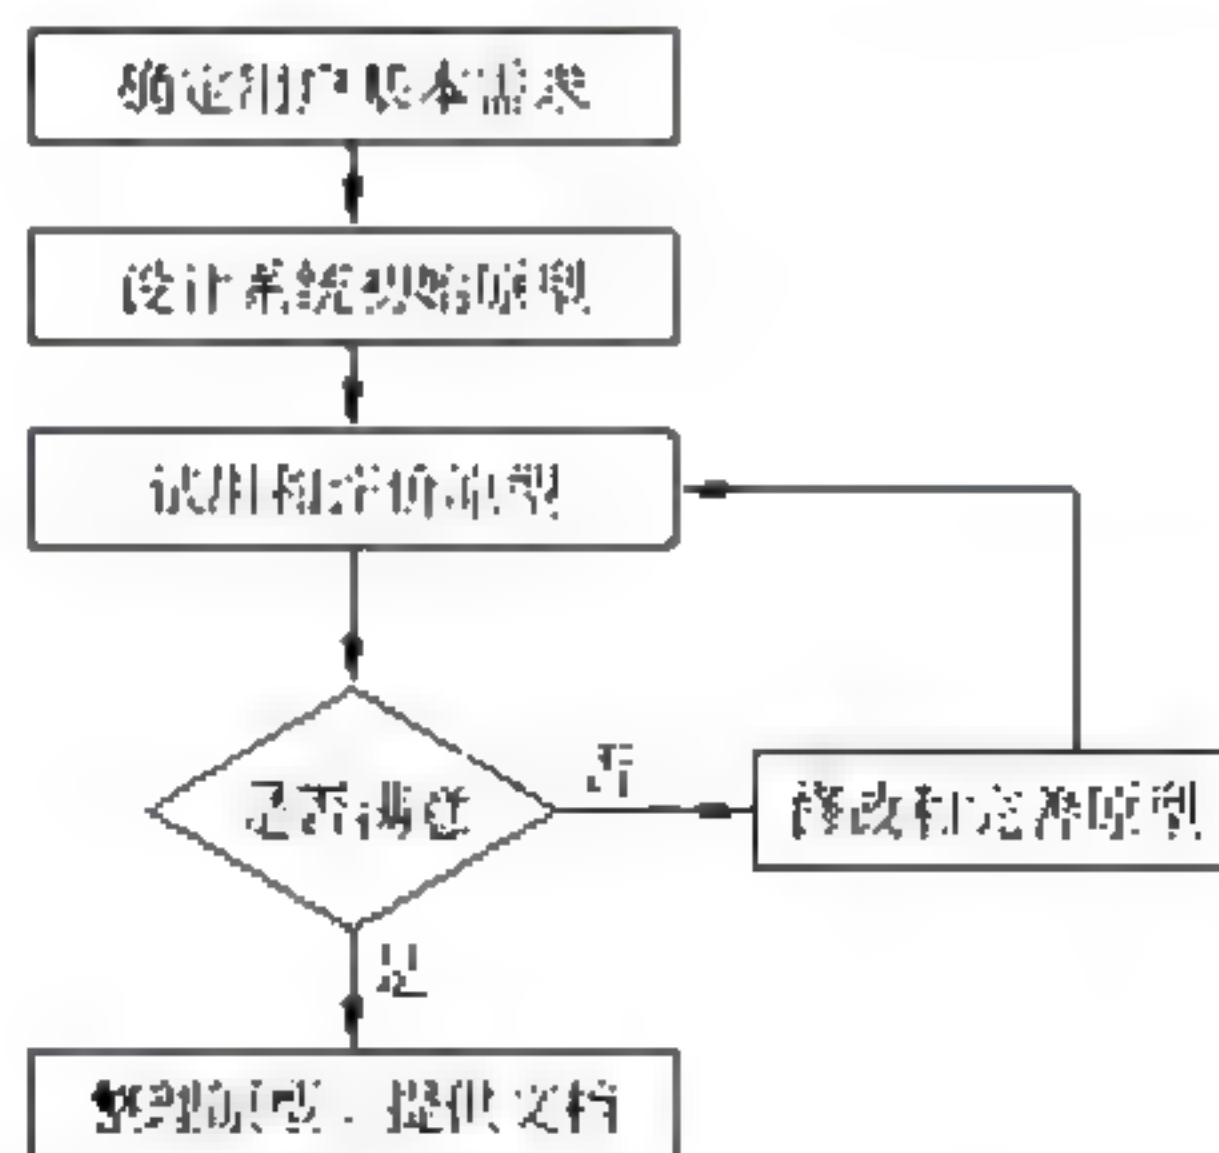 确定用户基本需求
设计系统初始原型
试用和评价原型
是否满意
否
修改和完善原型
是
整理原型、提供文档